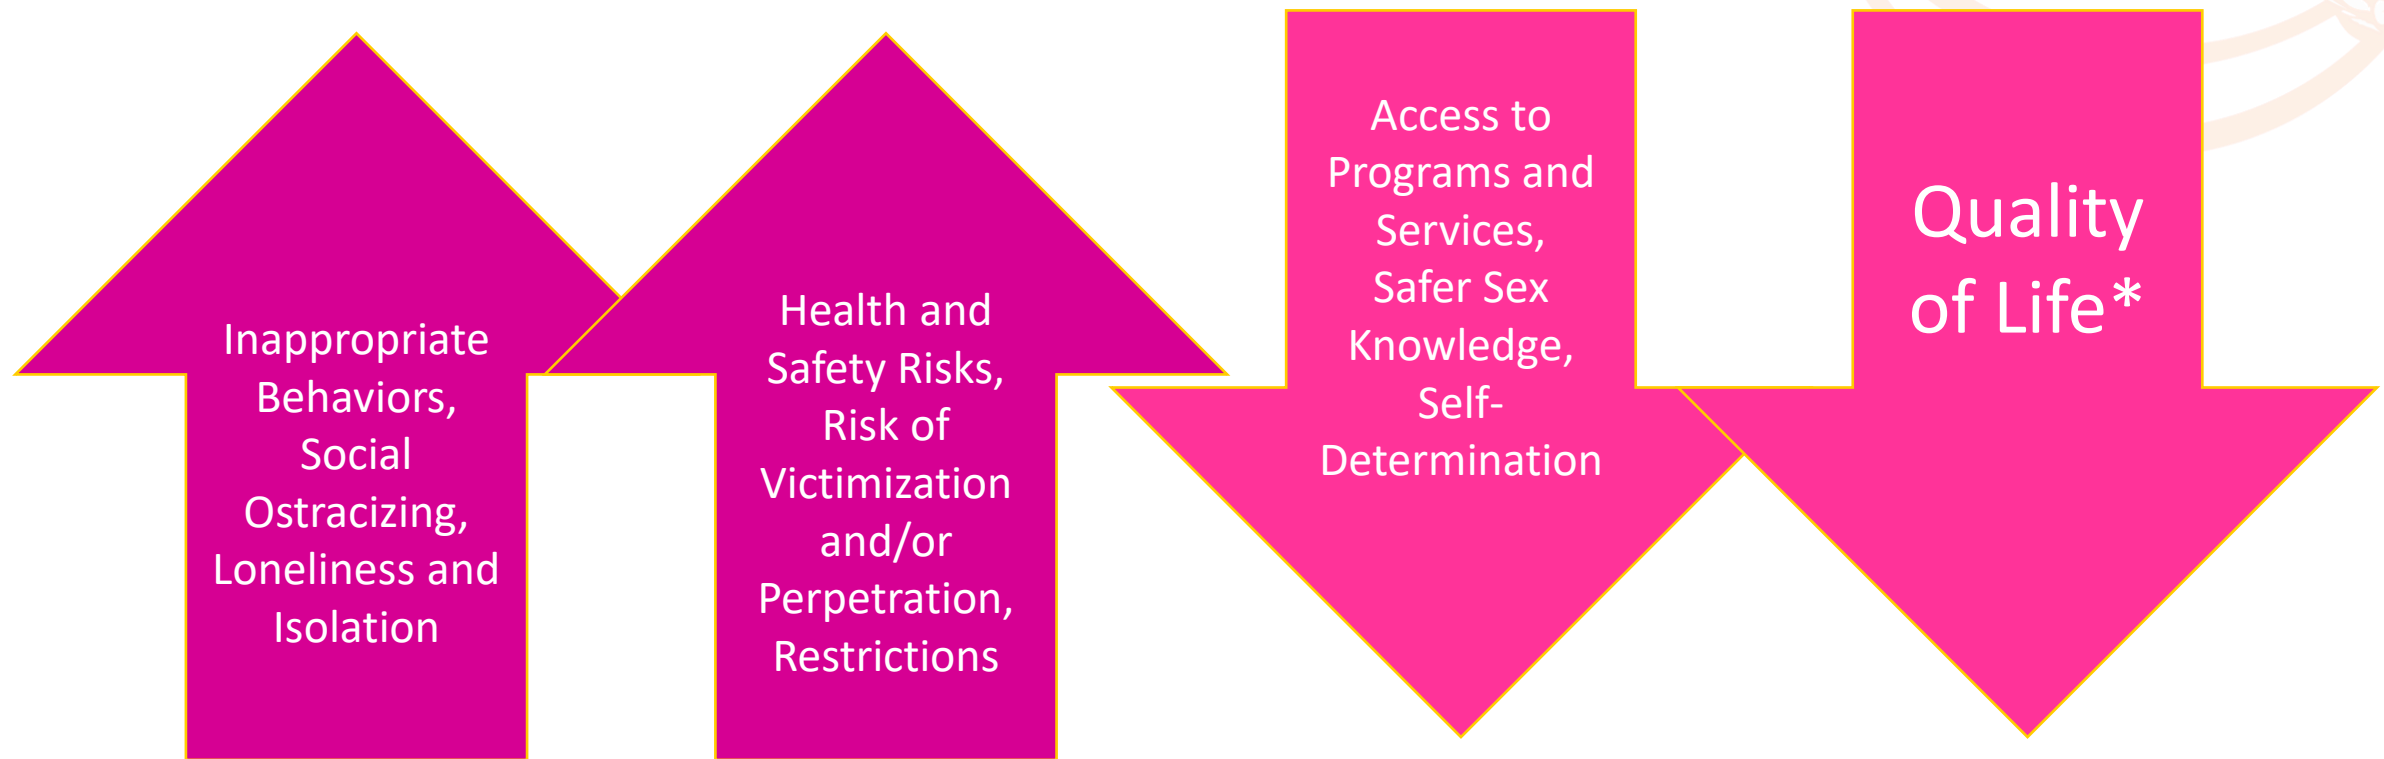 Inappropriate
Behaviors,
Social
Ostracizing,
Loneliness and
Isolation
Health and
Safety Risks,
Risk of
Victimization
and/or
Perpetration,
Restrictions
Access to
Programs and
Services,
Safer Sex
Knowledge,
Self-
Determination
Quality
of Life*